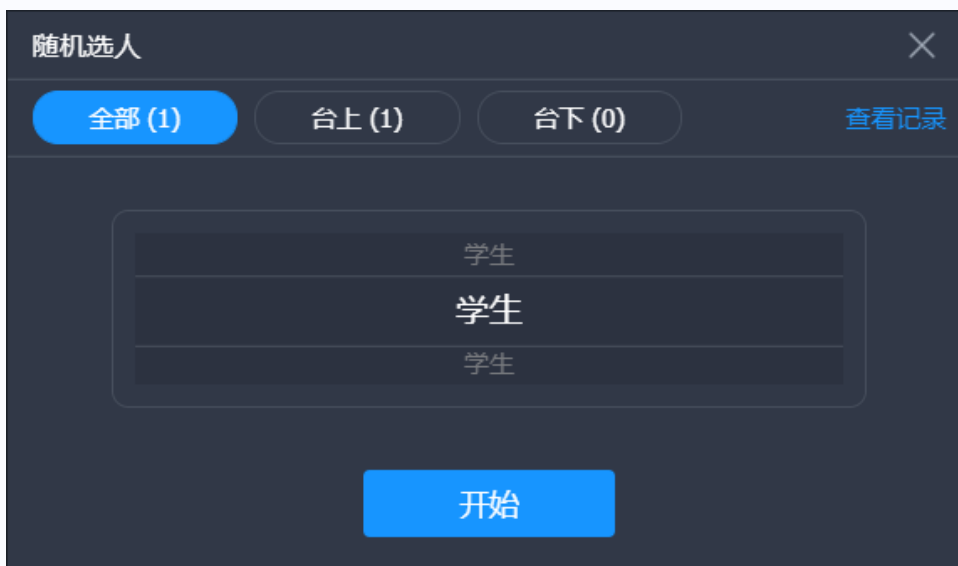 随机选人
全部 (1) 台上 (1) 台下 (0) 查看记录
学生
学生
学生
开始